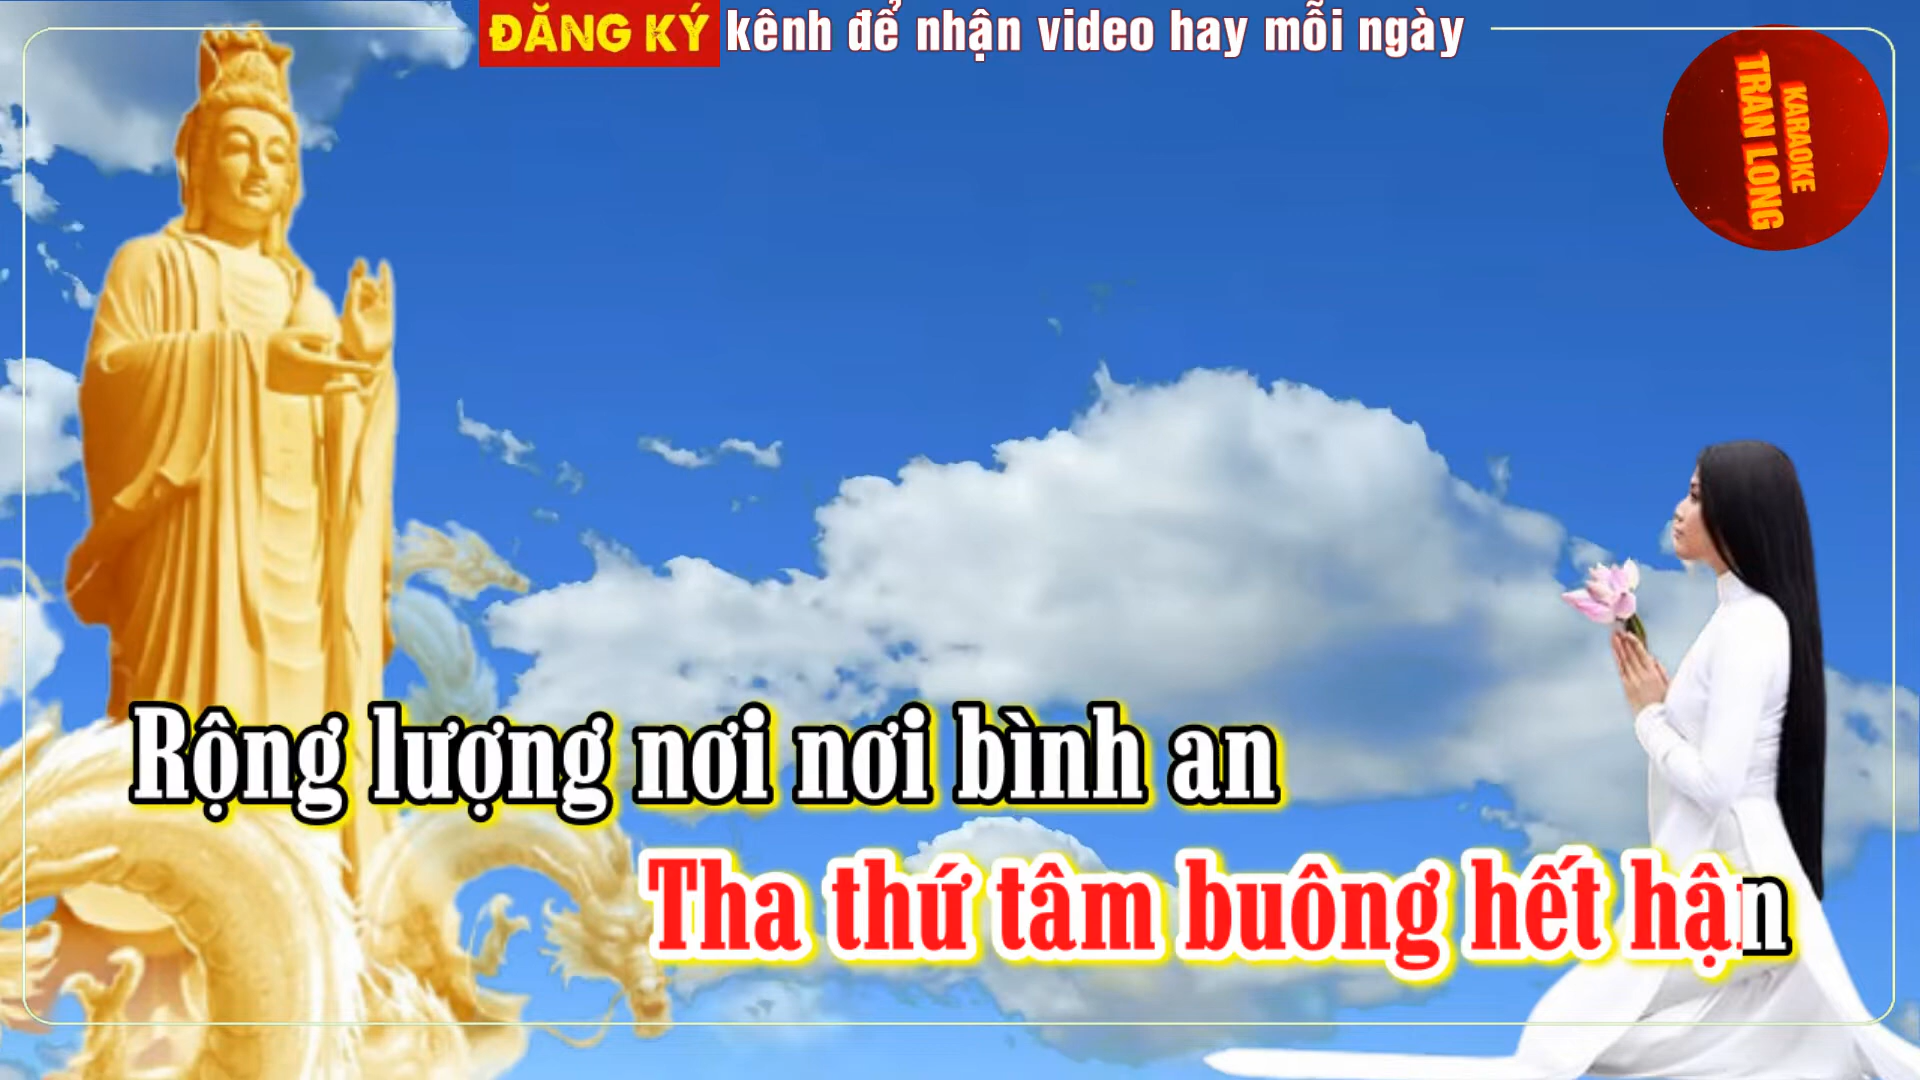 ĐĂNG KÝ kênh để nhận video hay mỗi ngày
KARAOKE
TRAN LONG
Rộng lượng nơi nơi bình an
Tha thứ tâm buông hết hận